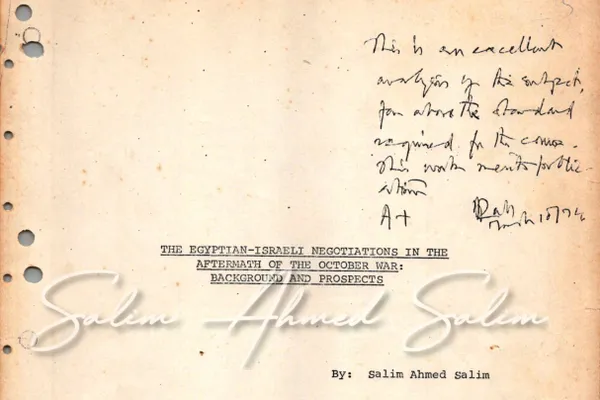 This is an excellent
analysis of the subject,
far above the standard
required for the course.
This work merits public-
ation
A+
THE EGYPTIAN-ISRAELI NEGOTIATIONS IN THE
AFTERMATH OF THE OCTOBER WAR:
BACKGROUND AND PROSPECTS
Salim Ahmed Salim
By: Salim Ahmed Salim